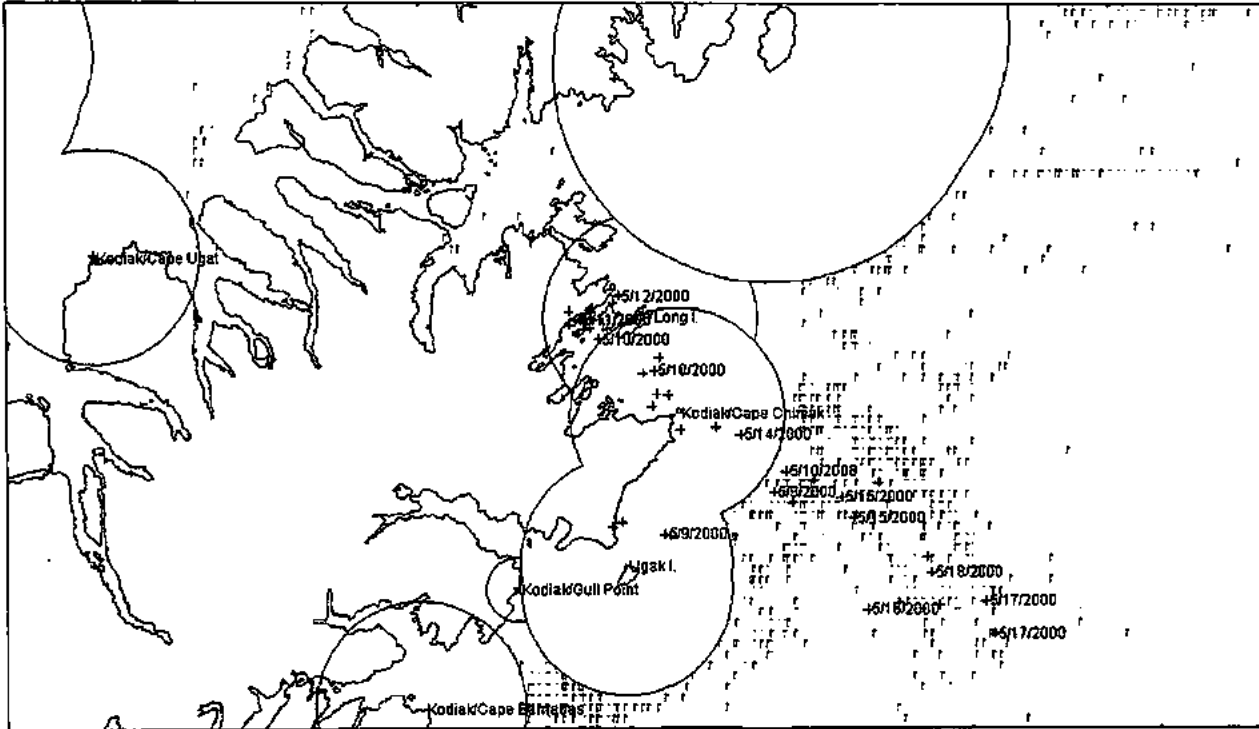 Kodiak/Cape Ugat
5/12/2000
Long I.
5/10/2000
5/10/2000
Kodiak/Cape Chiniak
5/14/2000
5/10/2000
5/8/2000
5/15/2000
5/15/2000
5/9/2000
Ugak I.
5/18/2000
Kodiak/Gull Point
5/16/2000
5/17/2000
5/17/2000
Kodiak/Cape Barnabas